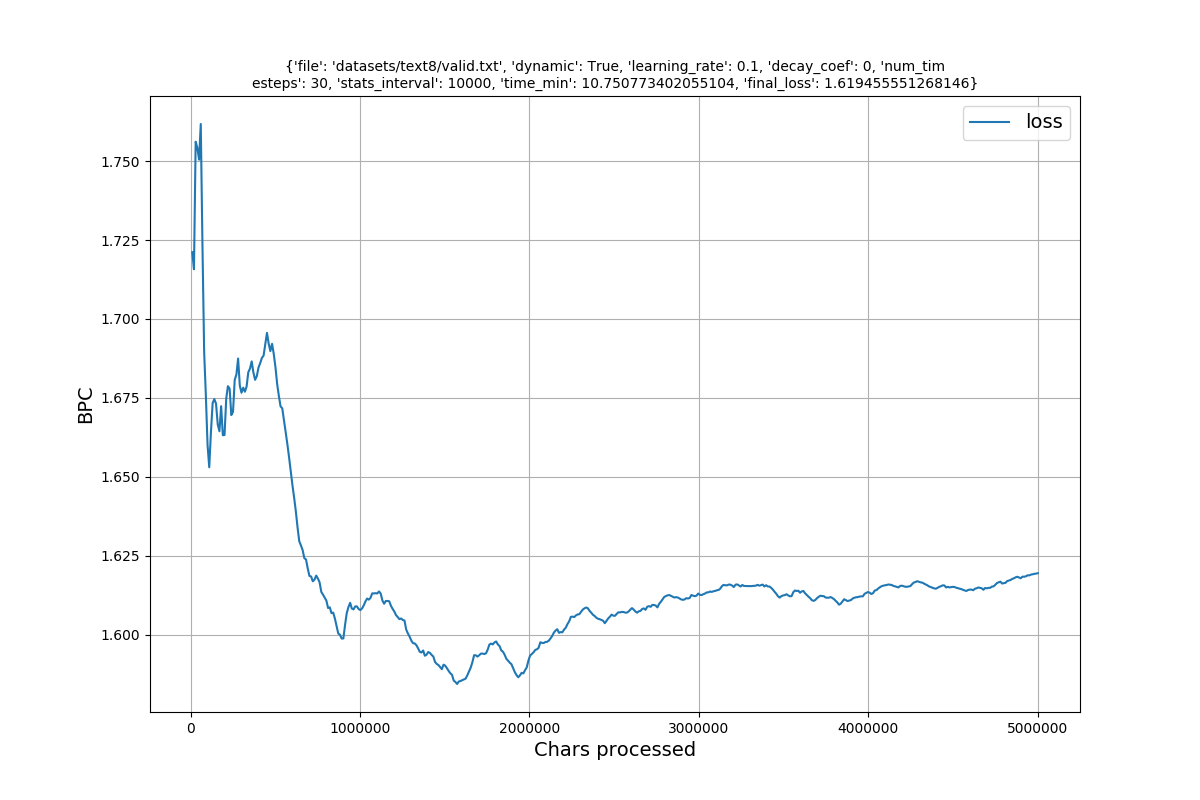 {'file': 'datasets/text8/valid.txt', 'dynamic': True, 'learning_rate': 0.1, 'decay_coef': 0, 'num_tim
esteps': 30, 'stats_interval': 10000, 'time_min': 10.750773402055104, 'final_loss': 1.619455551268146}
loss
1.750
1.725
1.700
1.675
1.650
1.625
1.600
BPC
0 1000000 2000000 3000000 4000000 5000000
Chars processed